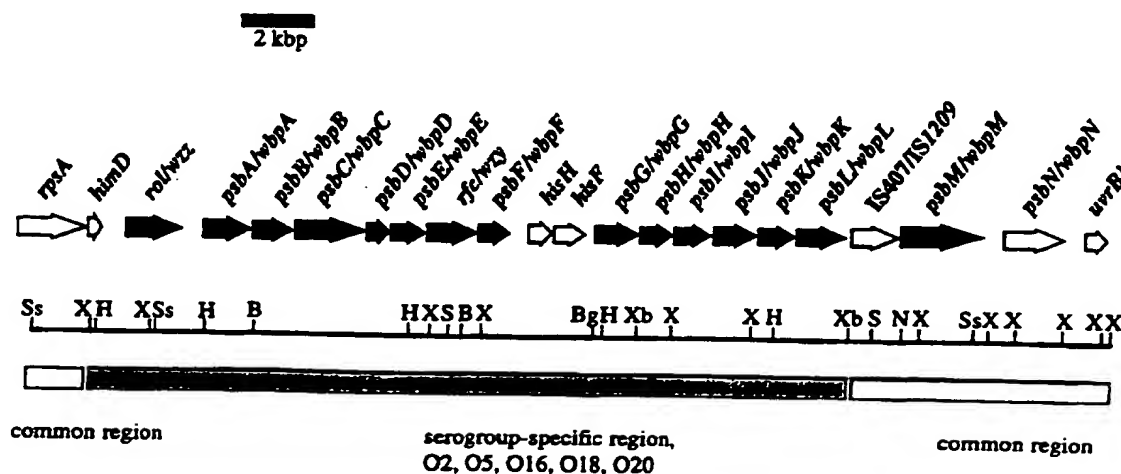 2 kbp
rpsA himD rol/wzz psbA/wbpA psbB/wbpB psbC/wbpC psbD/wbpD psbE/wbpE rfc/wzy psbF/wbpF hisH hisF psbG/wbpG psbH/wbpH psbI/wbpI psbJ/wbpJ psbK/wbpK psbL/wbpL IS407/IS1209 psbM/wbpM psbN/wbpN
Ss X H X Ss H B H X S B X Bg H Xb X X H Xb S N X Ss X X X X X
common region serogroup-specific region, common region
O2, O5, O16, O18, O20